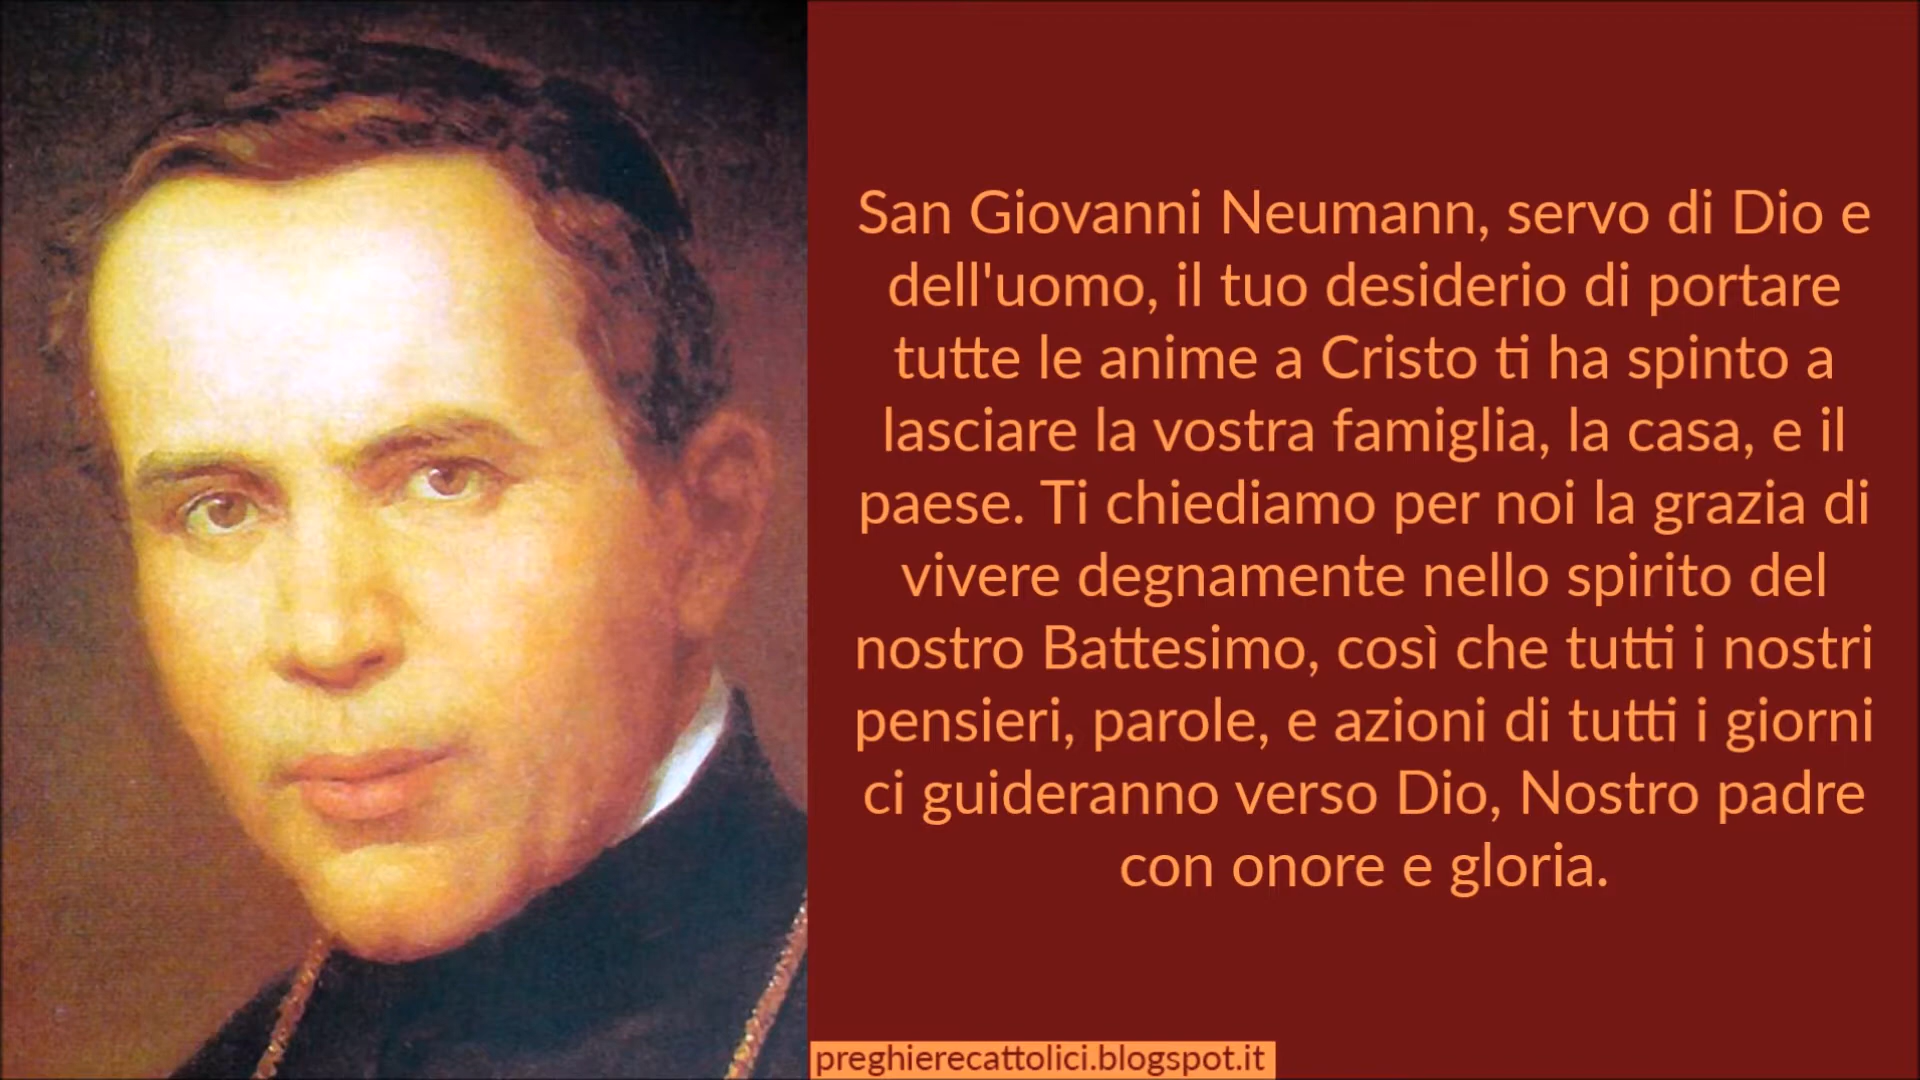 San Giovanni Neumann, servo di Dio e
dell'uomo, il tuo desiderio di portare
tutte le anime a Cristo ti ha spinto a
lasciare la vostra famiglia, la casa, e il
paese. Ti chiediamo per noi la grazia di
vivere degnamente nello spirito del
nostro Battesimo, così che tutti i nostri
pensieri, parole, e azioni di tutti i giorni
ci guideranno verso Dio, Nostro padre
con onore e gloria.
preghierecattolici.blogspot.it